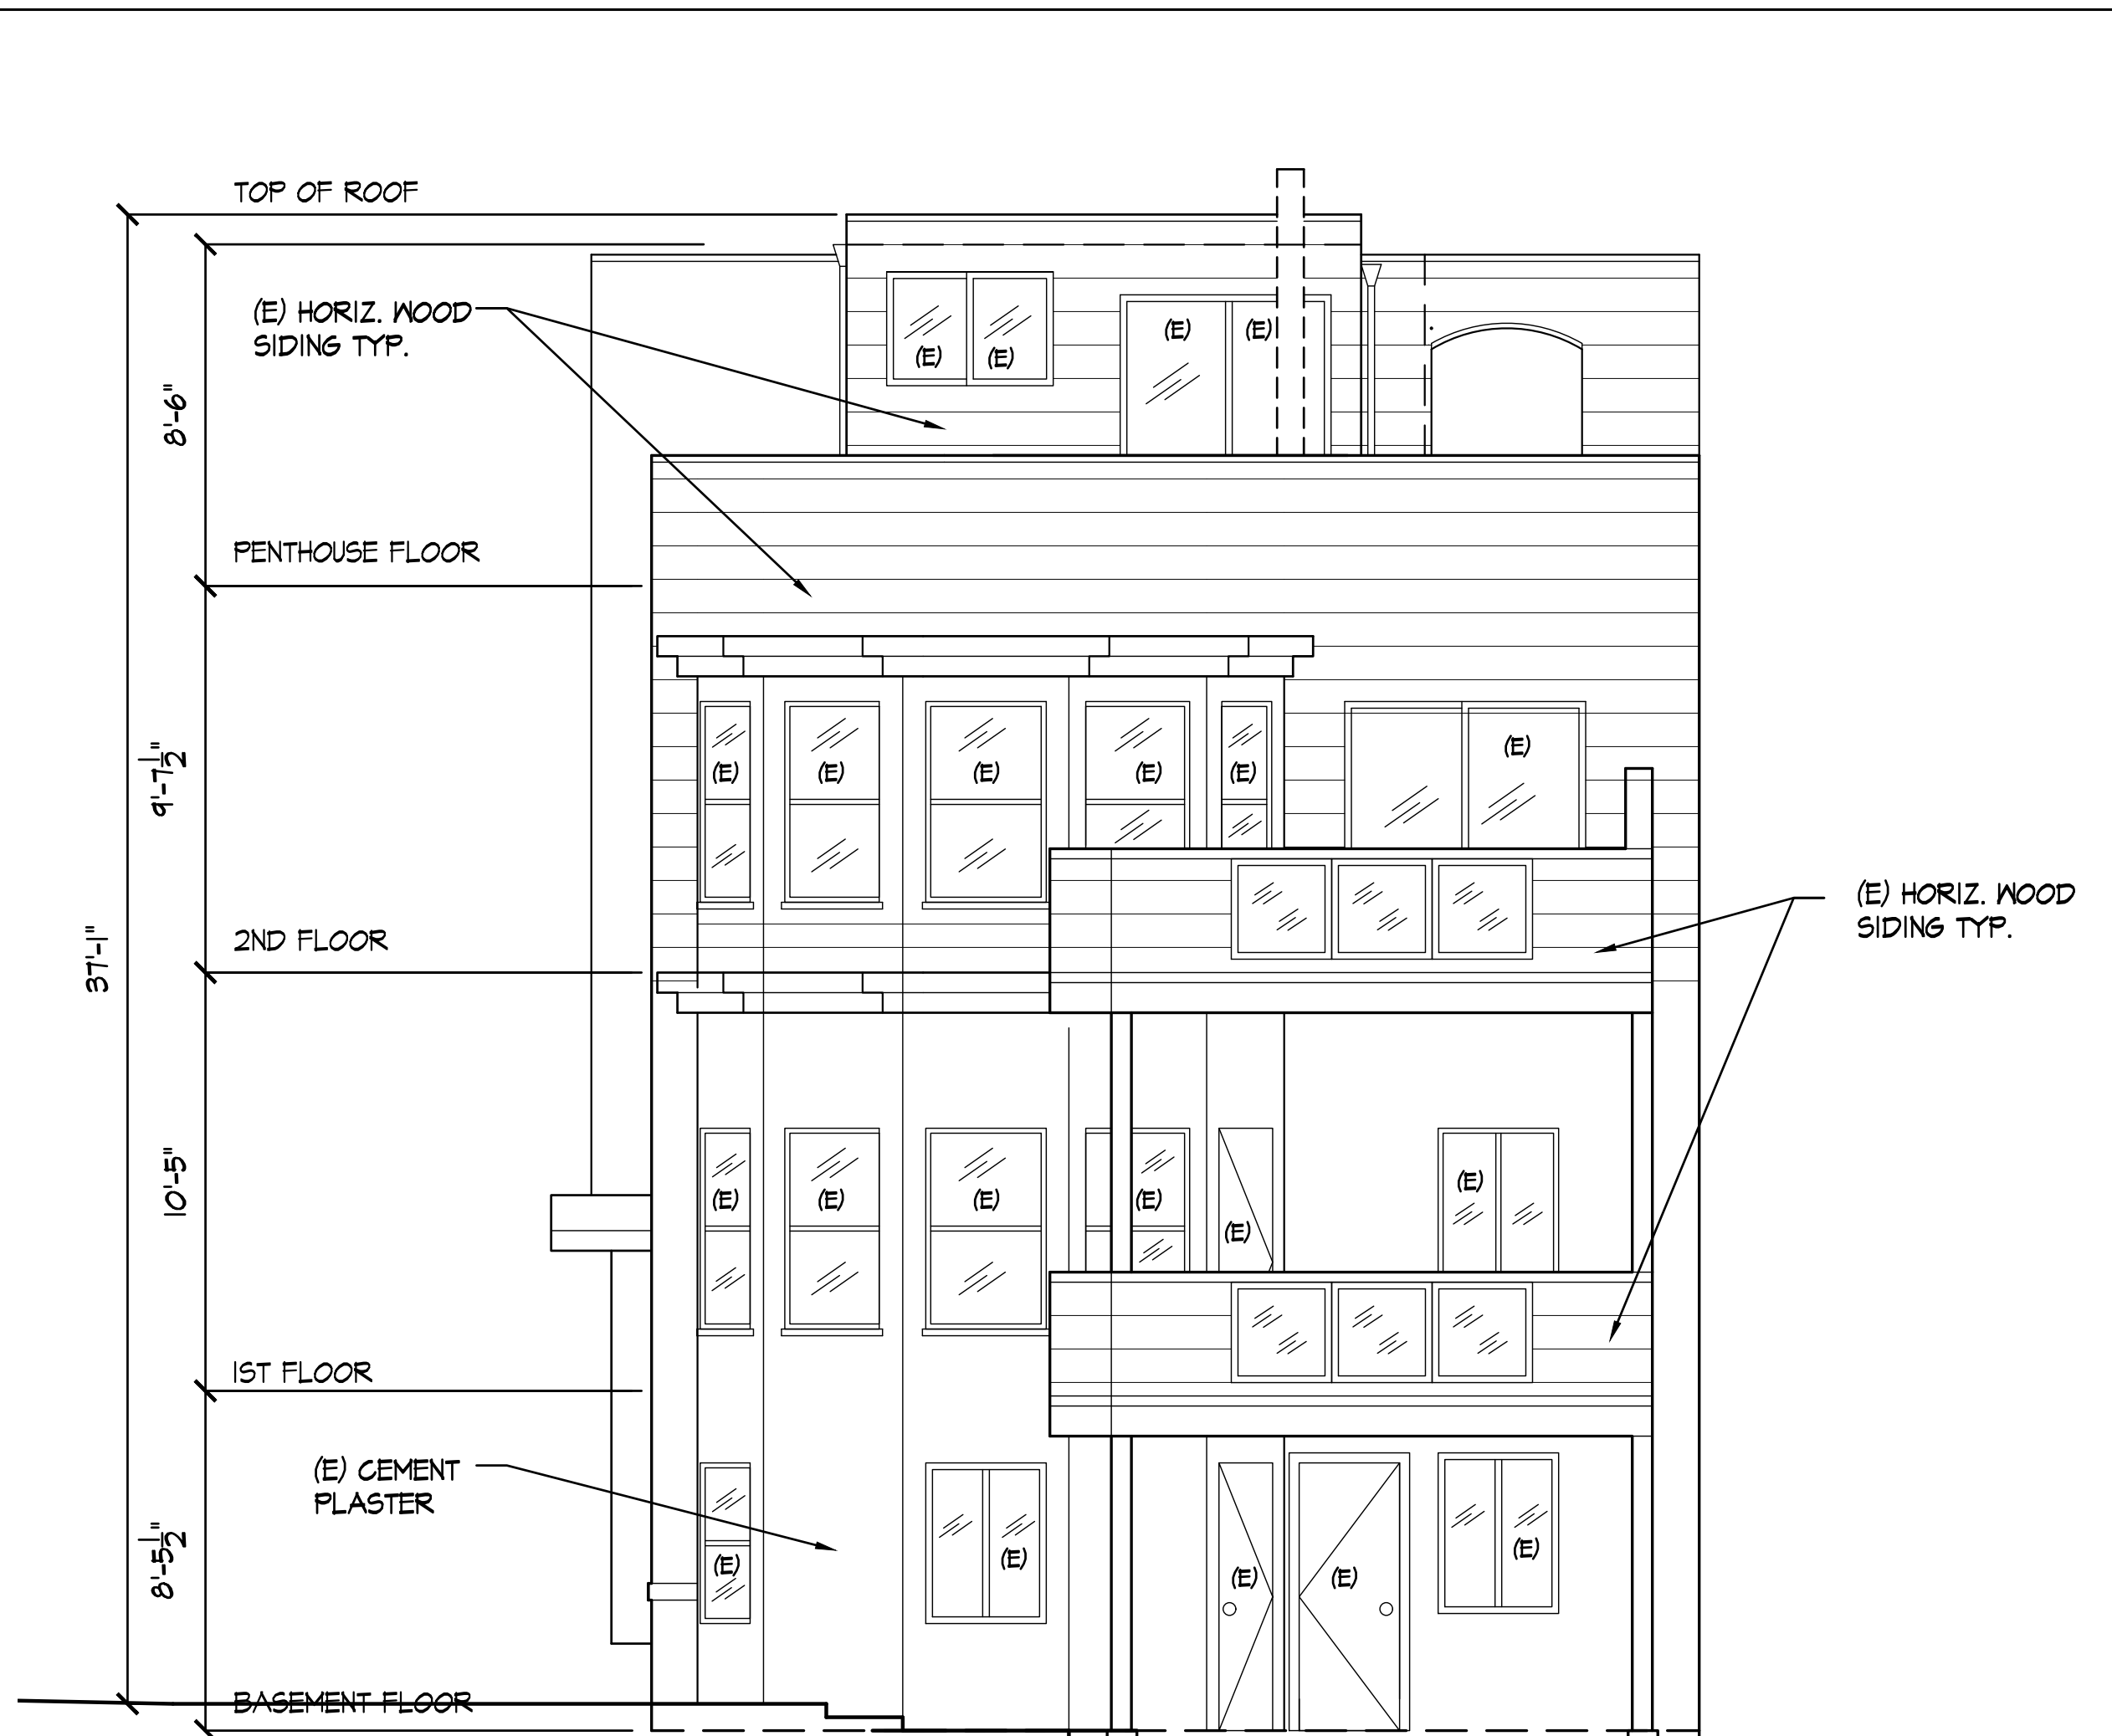 TOP OF ROOF
(E) HORIZ. WOOD
SIDING TYP.
(E)
(E)
(E)
(E)
8'-6"
PENTHOUSE FLOOR
9'-7 1/2"
(E)
(E)
(E)
(E)
(E)
(E)
(E) HORIZ. WOOD
SIDING TYP.
2ND FLOOR
37'-1"
10'-5"
(E)
(E)
(E)
(E)
(E)
(E)
1ST FLOOR
(E) CEMENT
PLASTER
8'-5 1/2"
(E)
(E)
(E)
(E)
(E)
BASEMENT FLOOR